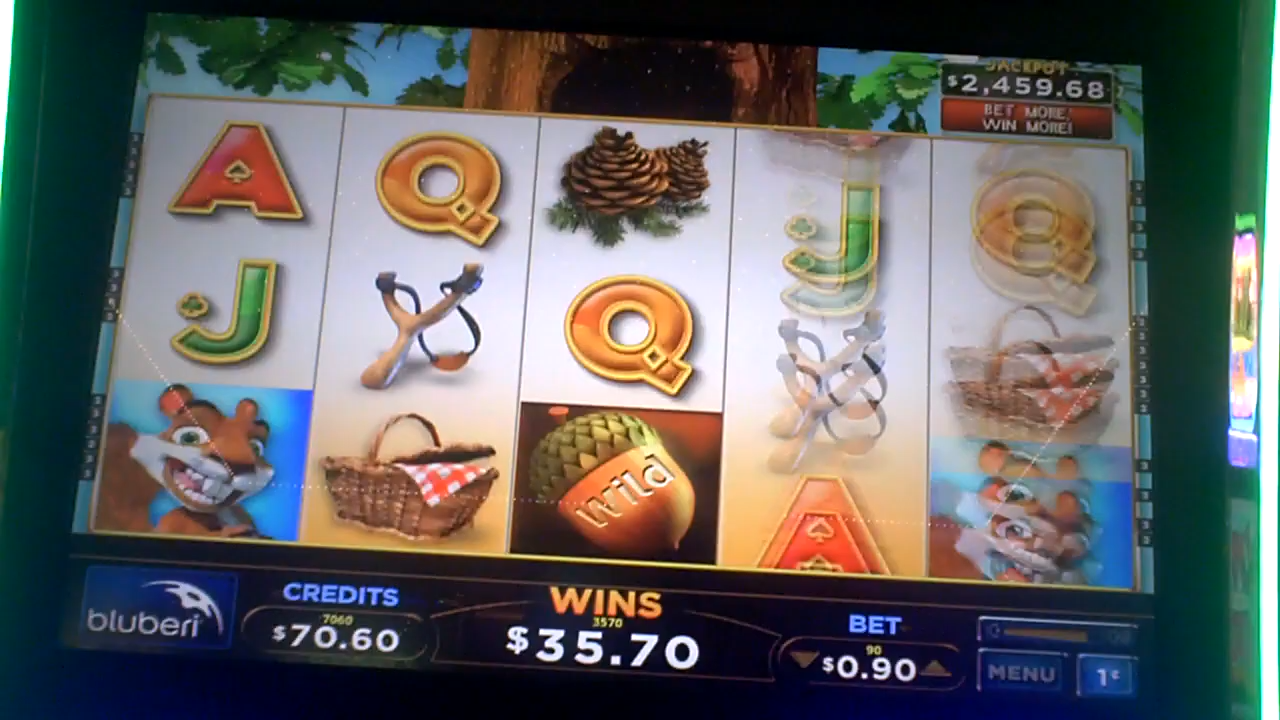 JACKPOT
$2,459.68
BET MORE,
WIN MORE!
A
Q
J
Q
J
Q
Wild
A
bluberi
CREDITS
7060
$70.60
WINS
3570
$35.70
BET
90
$0.90
MENU
1¢